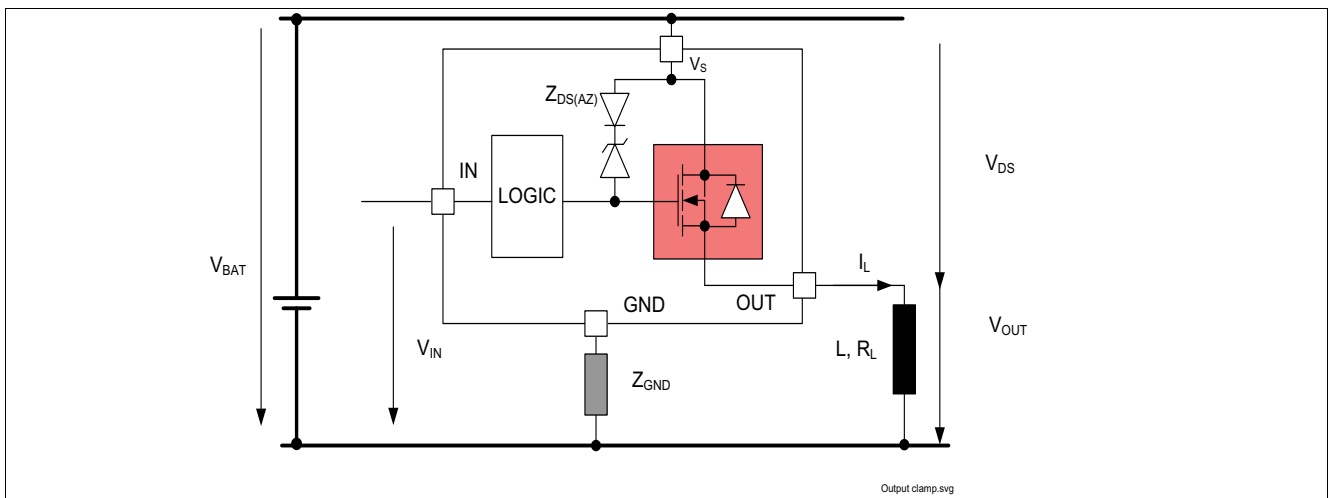 VS
ZDS(AZ)
IN
LOGIC
VDS
VBAT
IL
GND
OUT
VIN
VOUT
L, RL
ZGND
Output clamp.svg